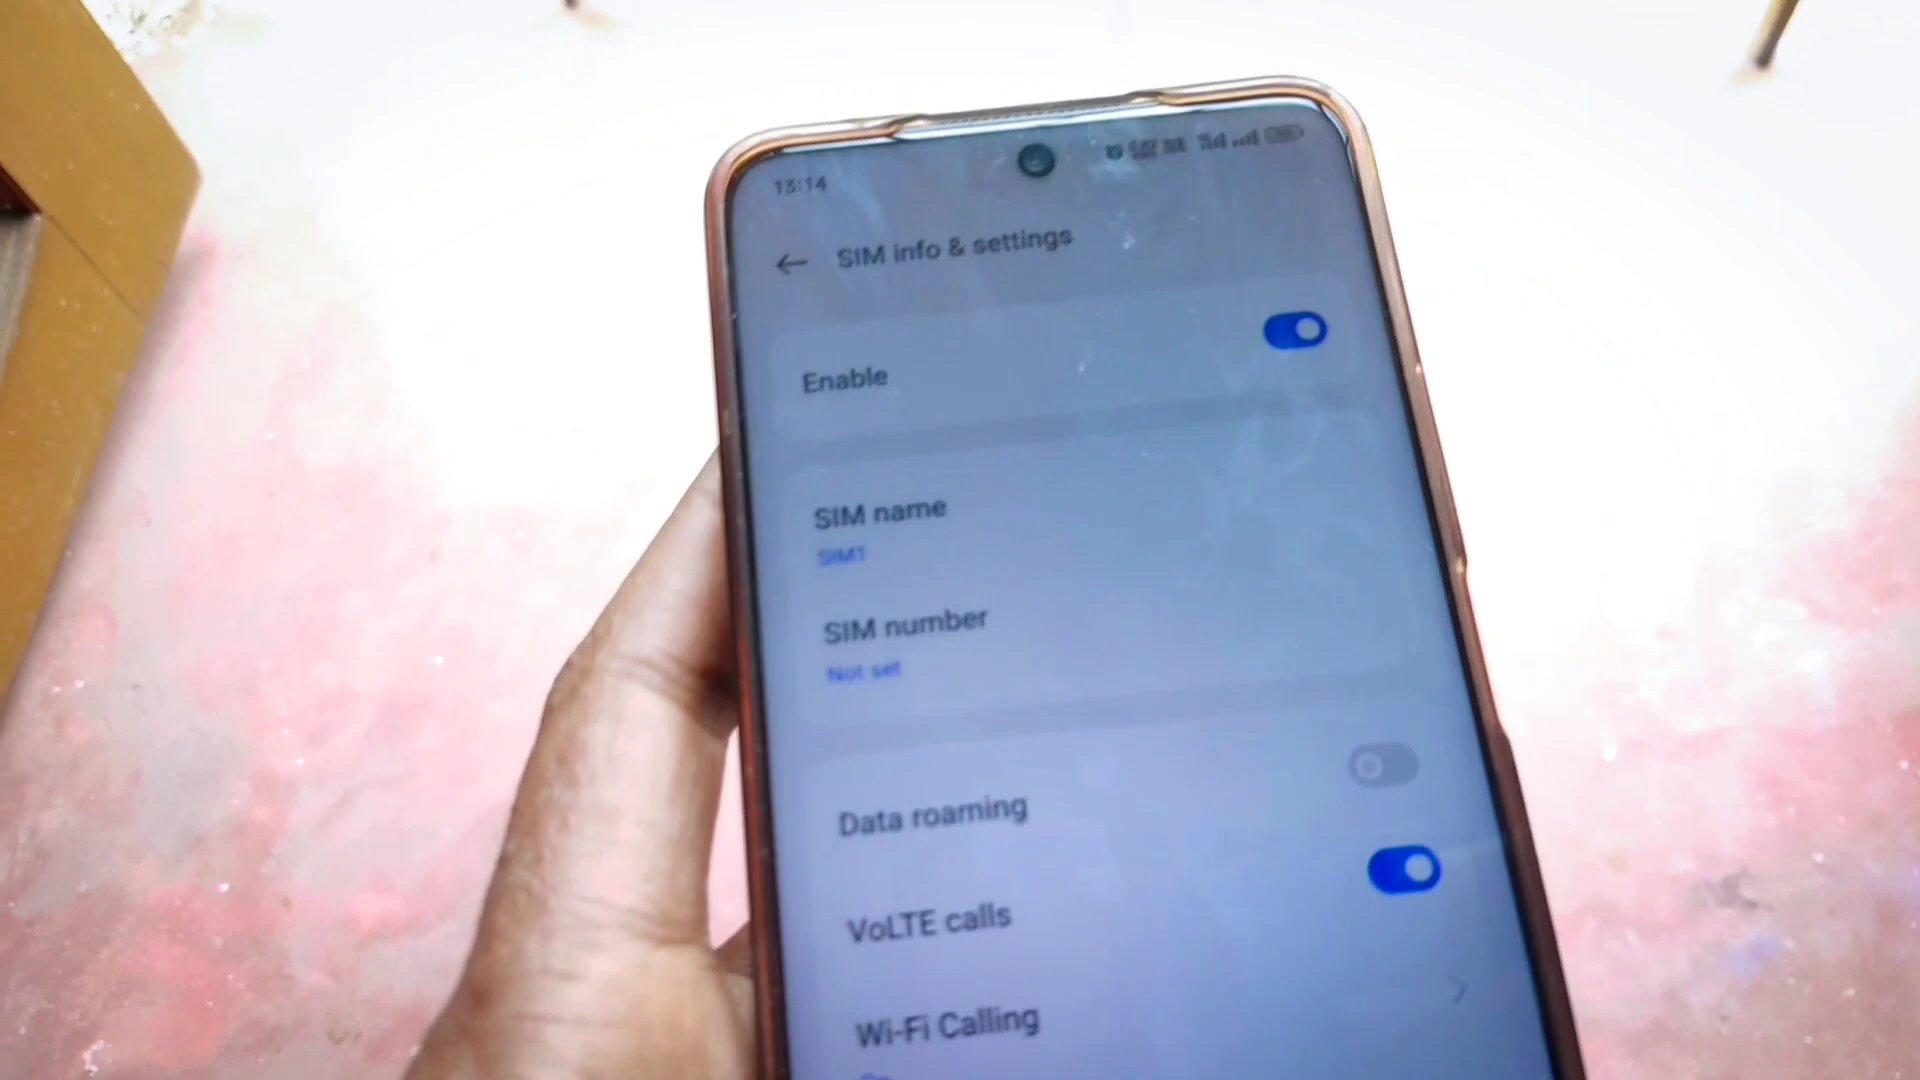 13:14
SIM info & settings
Enable
SIM name
SIM1
SIM number
Not set
Data roaming
VoLTE calls
Wi-Fi Calling